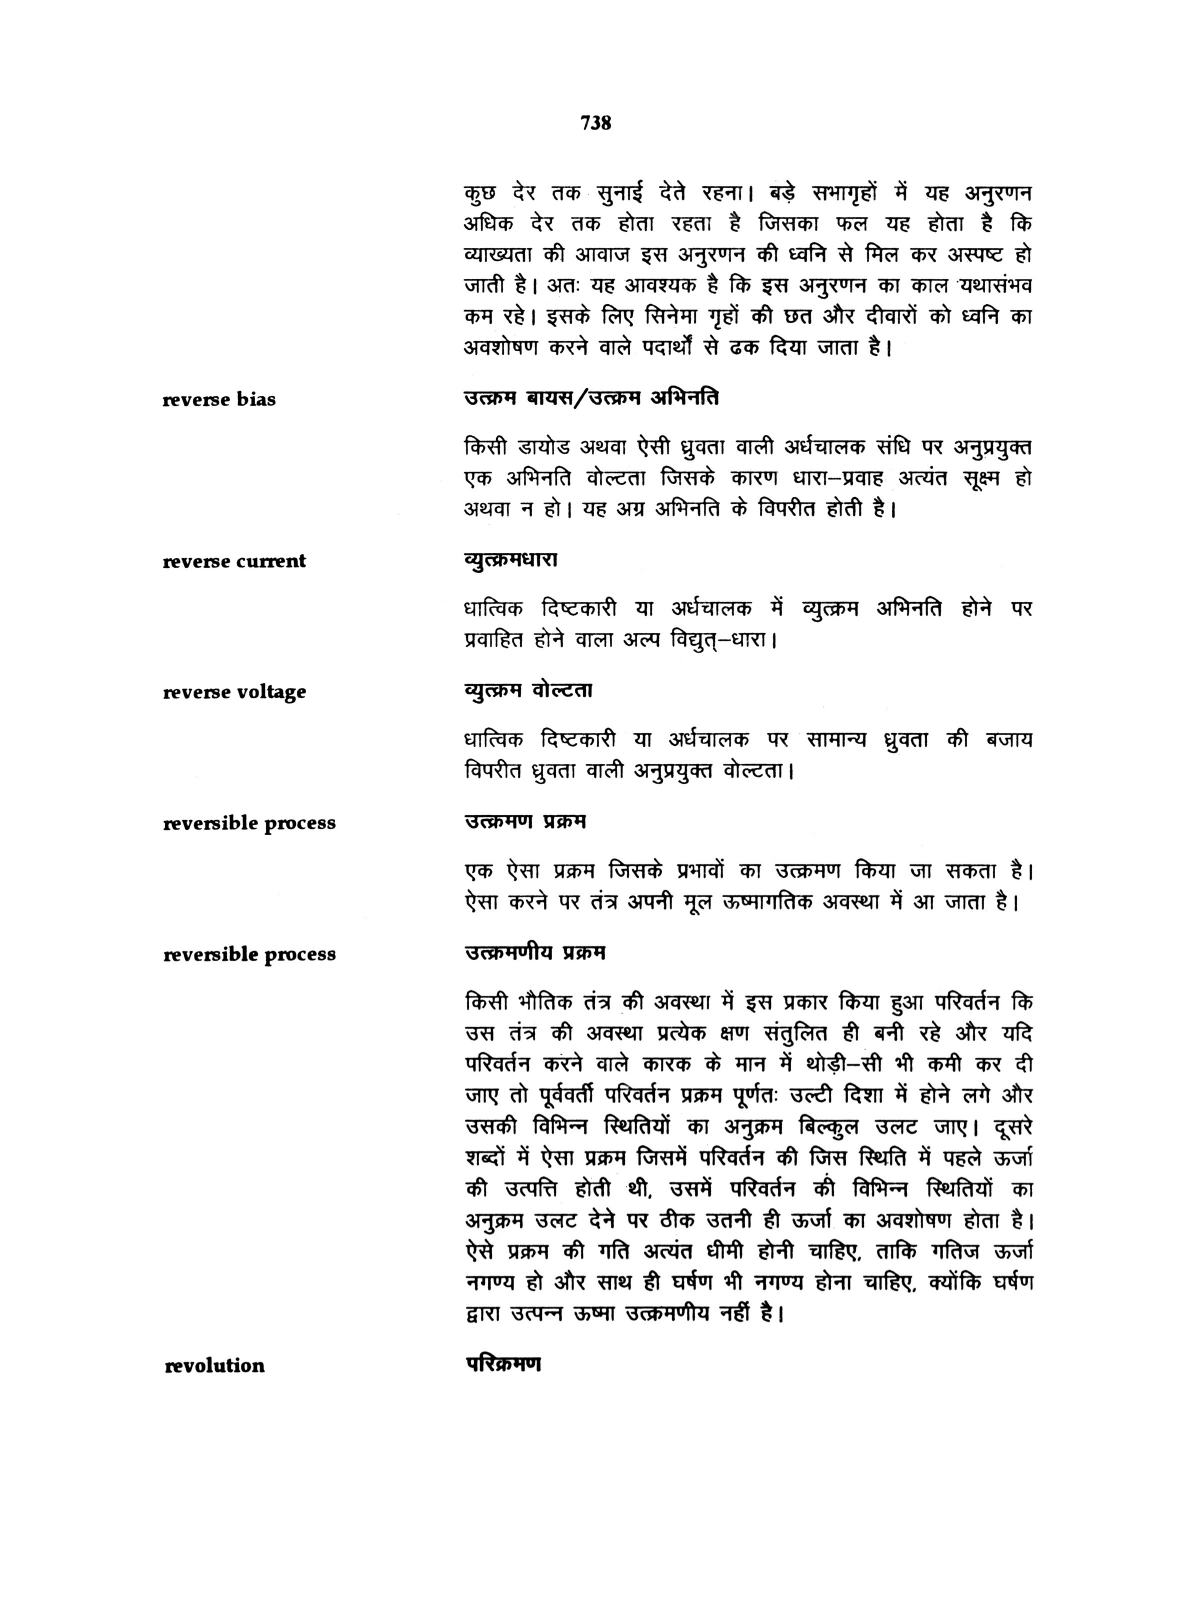 738
कुछ देर तक सुनाई देते रहना। बड़े सभागृहों में यह अनुरणन
अधिक देर तक होता रहता है जिसका फल यह होता है कि
व्याख्यता की आवाज इस अनुरणन की ध्वनि से मिल कर अस्पष्ट हो
जाती है। अतः यह आवश्यक है कि इस अनुरणन का काल यथासंभव
कम रहे। इसके लिए सिनेमा गृहों की छत और दीवारों को ध्वनि का
अवशोषण करने वाले पदार्थों से ढक दिया जाता है।
reverse bias उत्क्रम बायस/उत्क्रम अभिनति
किसी डायोड अथवा ऐसी ध्रुवता वाली अर्धचालक संधि पर अनुप्रयुक्त
एक अभिनति वोल्टता जिसके कारण धारा–प्रवाह अत्यंत सूक्ष्म हो
अथवा न हो। यह अग्र अभिनति के विपरीत होती है।
reverse current व्युत्क्रमधारा
धात्विक दिष्टकारी या अर्धचालक में व्युत्क्रम अभिनति होने पर
प्रवाहित होने वाला अल्प विद्युत्–धारा।
reverse voltage व्युत्क्रम वोल्टता
धात्विक दिष्टकारी या अर्धचालक पर सामान्य ध्रुवता की बजाय
विपरीत ध्रुवता वाली अनुप्रयुक्त वोल्टता।
reversible process उत्क्रमण प्रक्रम
एक ऐसा प्रक्रम जिसके प्रभावों का उत्क्रमण किया जा सकता है।
ऐसा करने पर तंत्र अपनी मूल ऊष्मागतिक अवस्था में आ जाता है।
reversible process उत्क्रमणीय प्रक्रम
किसी भौतिक तंत्र की अवस्था में इस प्रकार किया हुआ परिवर्तन कि
उस तंत्र की अवस्था प्रत्येक क्षण संतुलित ही बनी रहे और यदि
परिवर्तन करने वाले कारक के मान में थोड़ी–सी भी कमी कर दी
जाए तो पूर्ववर्ती परिवर्तन प्रक्रम पूर्णतः उल्टी दिशा में होने लगे और
उसकी विभिन्न स्थितियों का अनुक्रम बिल्कुल उलट जाए। दूसरे
शब्दों में ऐसा प्रक्रम जिसमें परिवर्तन की जिस स्थिति में पहले ऊर्जा
की उत्पत्ति होती थी, उसमें परिवर्तन की विभिन्न स्थितियों का
अनुक्रम उलट देने पर ठीक उतनी ही ऊर्जा का अवशोषण होता है।
ऐसे प्रक्रम की गति अत्यंत धीमी होनी चाहिए, ताकि गतिज ऊर्जा
नगण्य हो और साथ ही घर्षण भी नगण्य होना चाहिए, क्योंकि घर्षण
द्वारा उत्पन्न ऊष्मा उत्क्रमणीय नहीं है।
revolution परिक्रमण